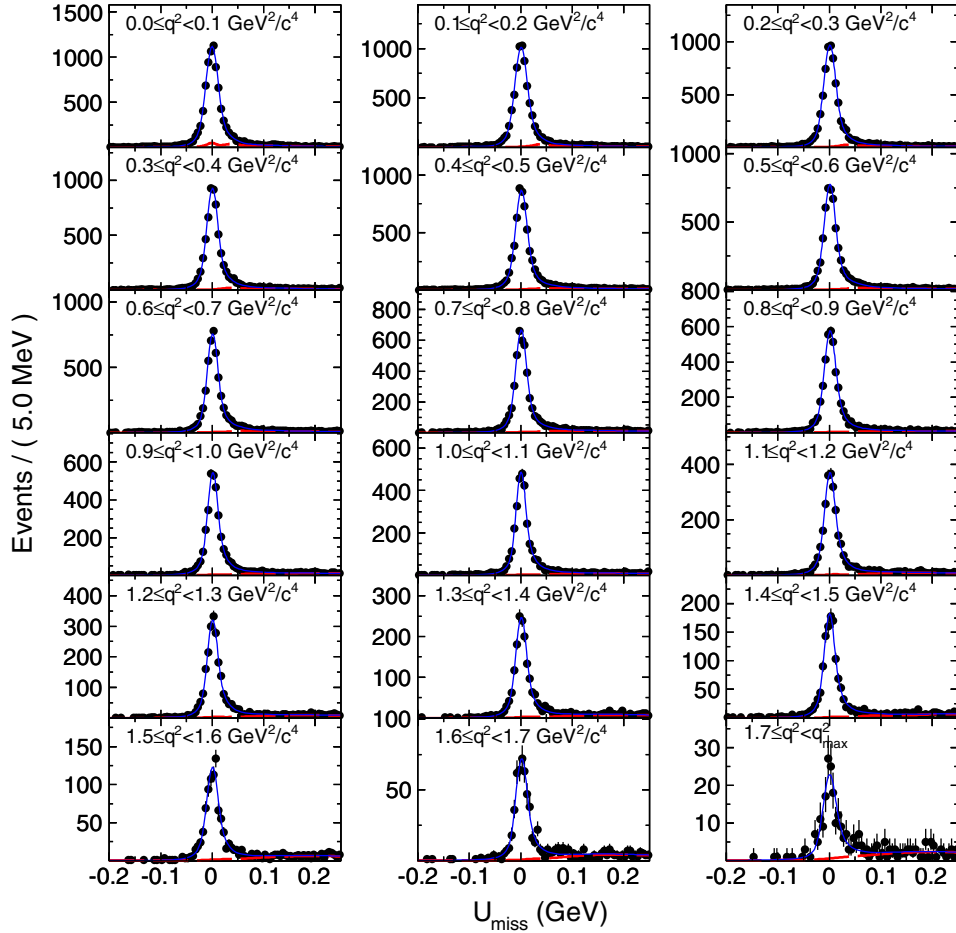 0.0≤q²<0.1 GeV²/c⁴
0.1≤q²<0.2 GeV²/c⁴
0.2≤q²<0.3 GeV²/c⁴
1500
1000
500
1000
500
1000
500
0.3≤q²<0.4 GeV²/c⁴
0.4≤q²<0.5 GeV²/c⁴
0.5≤q²<0.6 GeV²/c⁴
1000
500
1000
500
1000
750
500
250
0.6≤q²<0.7 GeV²/c⁴
0.7≤q²<0.8 GeV²/c⁴
0.8≤q²<0.9 GeV²/c⁴
1000
500
800
600
400
200
800
600
400
200
0.9≤q²<1.0 GeV²/c⁴
1.0≤q²<1.1 GeV²/c⁴
1.1≤q²<1.2 GeV²/c⁴
600
400
200
600
400
200
400
200
1.2≤q²<1.3 GeV²/c⁴
1.3≤q²<1.4 GeV²/c⁴
1.4≤q²<1.5 GeV²/c⁴
400
300
200
100
300
200
100
200
150
100
50
1.5≤q²<1.6 GeV²/c⁴
1.6≤q²<1.7 GeV²/c⁴
1.7≤q²<q²max
150
100
50
100
50
30
20
10
-0.2 -0.1 0 0.1 0.2
-0.2 -0.1 0 0.1 0.2
-0.2 -0.1 0 0.1 0.2
Events / ( 5.0 MeV )
U_miss (GeV)